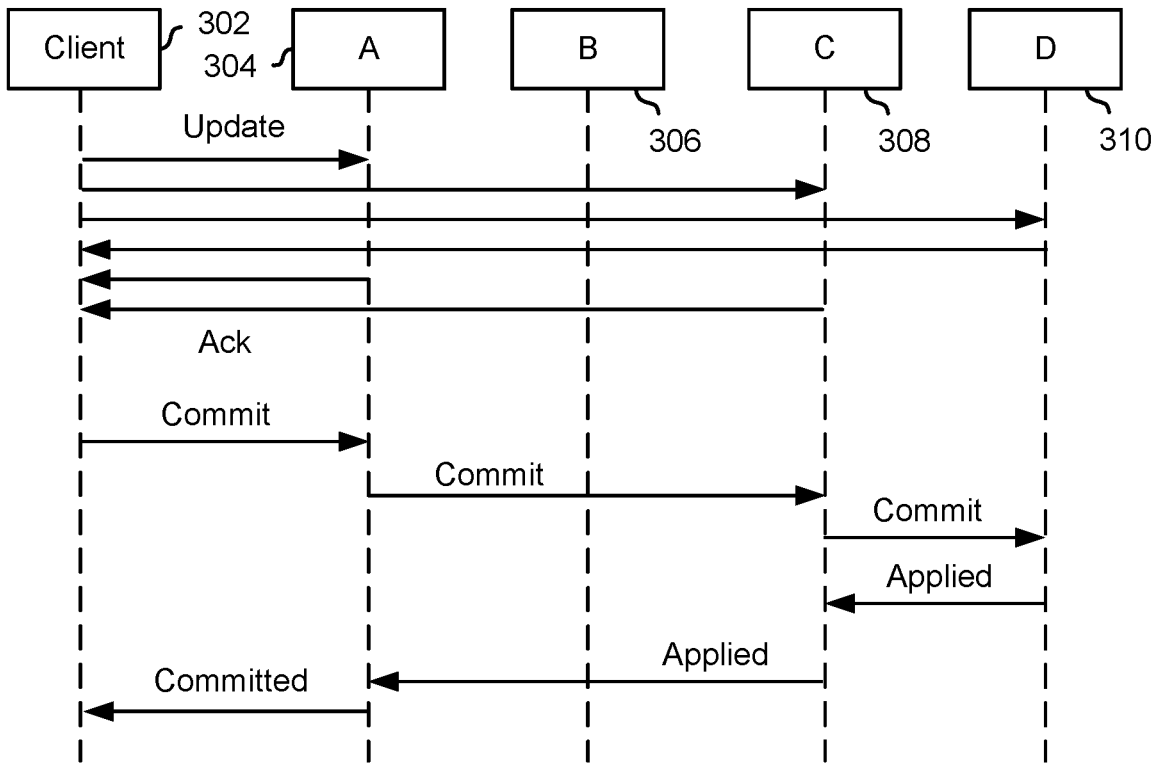 Client
302
304
A
B
C
D
306
308
310
Update
Ack
Commit
Commit
Commit
Applied
Applied
Committed